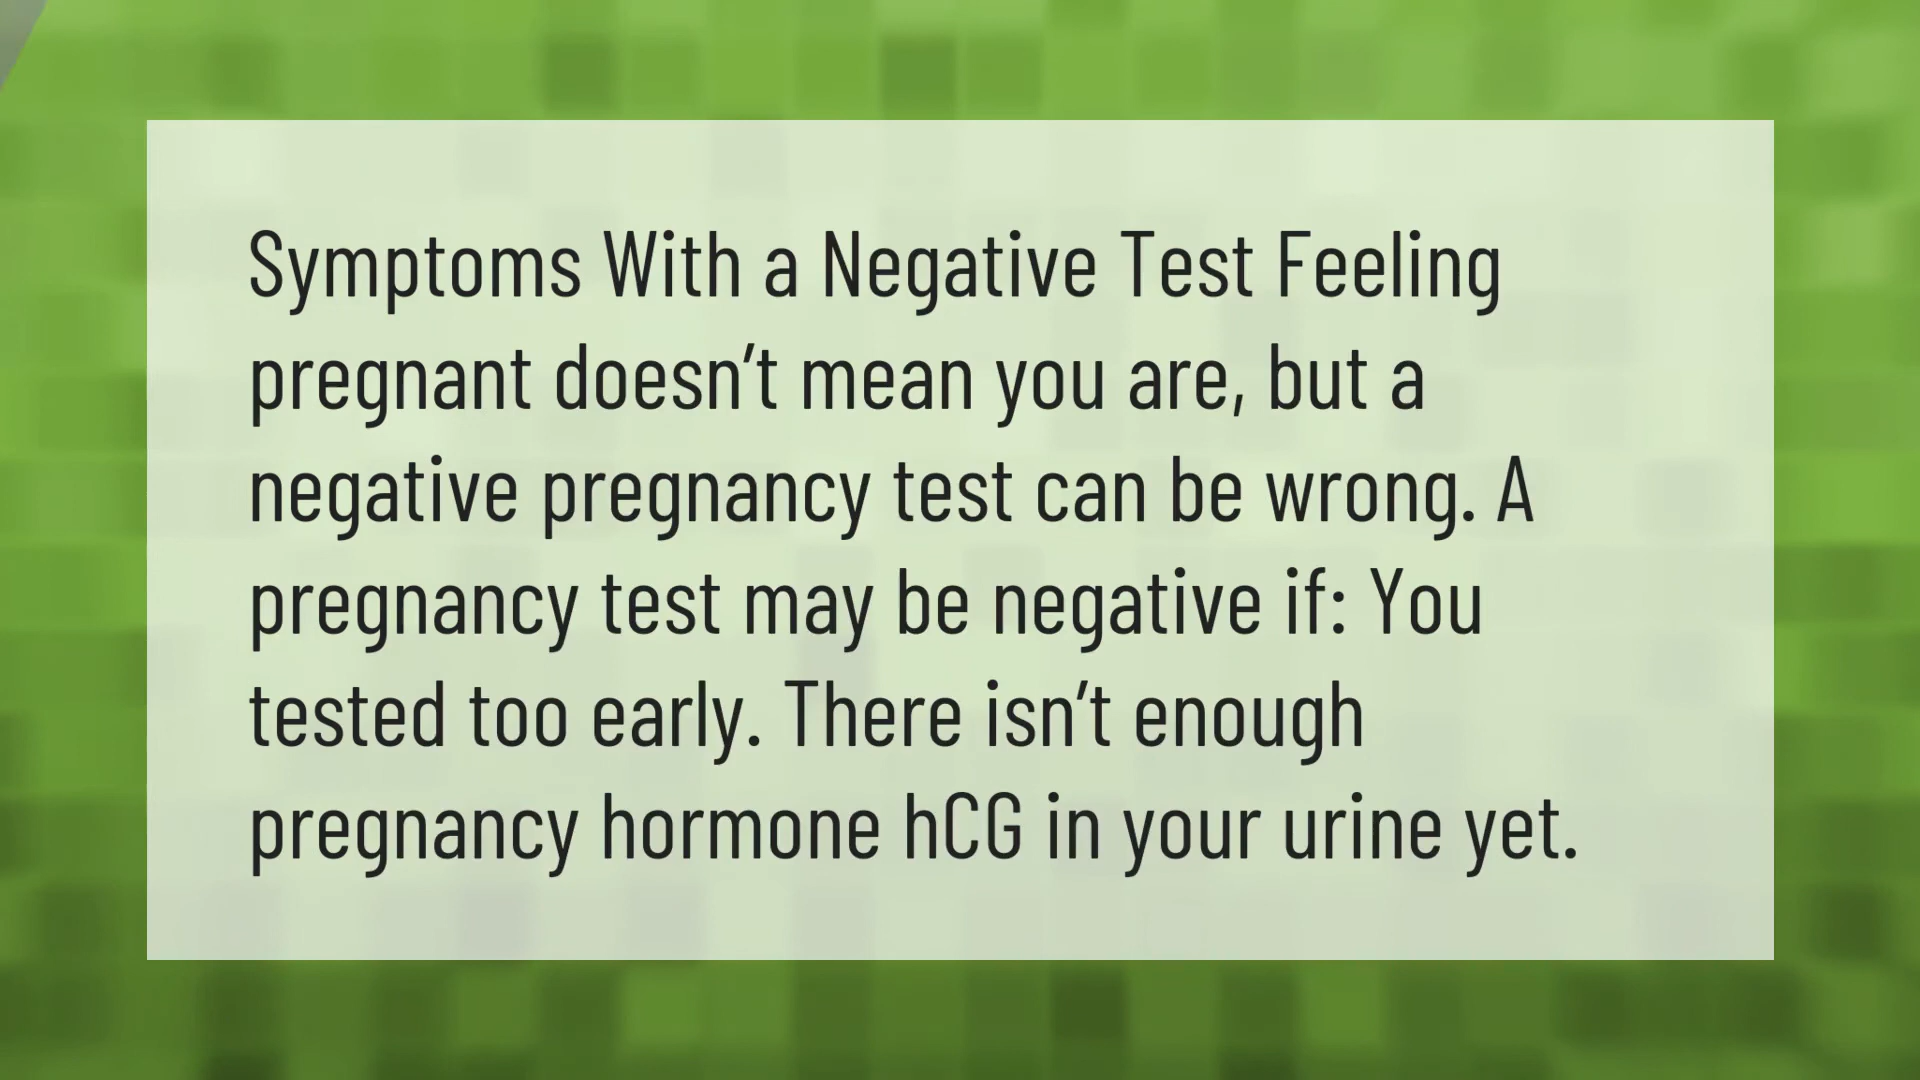 Symptoms With a Negative Test Feeling
pregnant doesn’t mean you are, but a
negative pregnancy test can be wrong. A
pregnancy test may be negative if: You
tested too early. There isn’t enough
pregnancy hormone hCG in your urine yet.